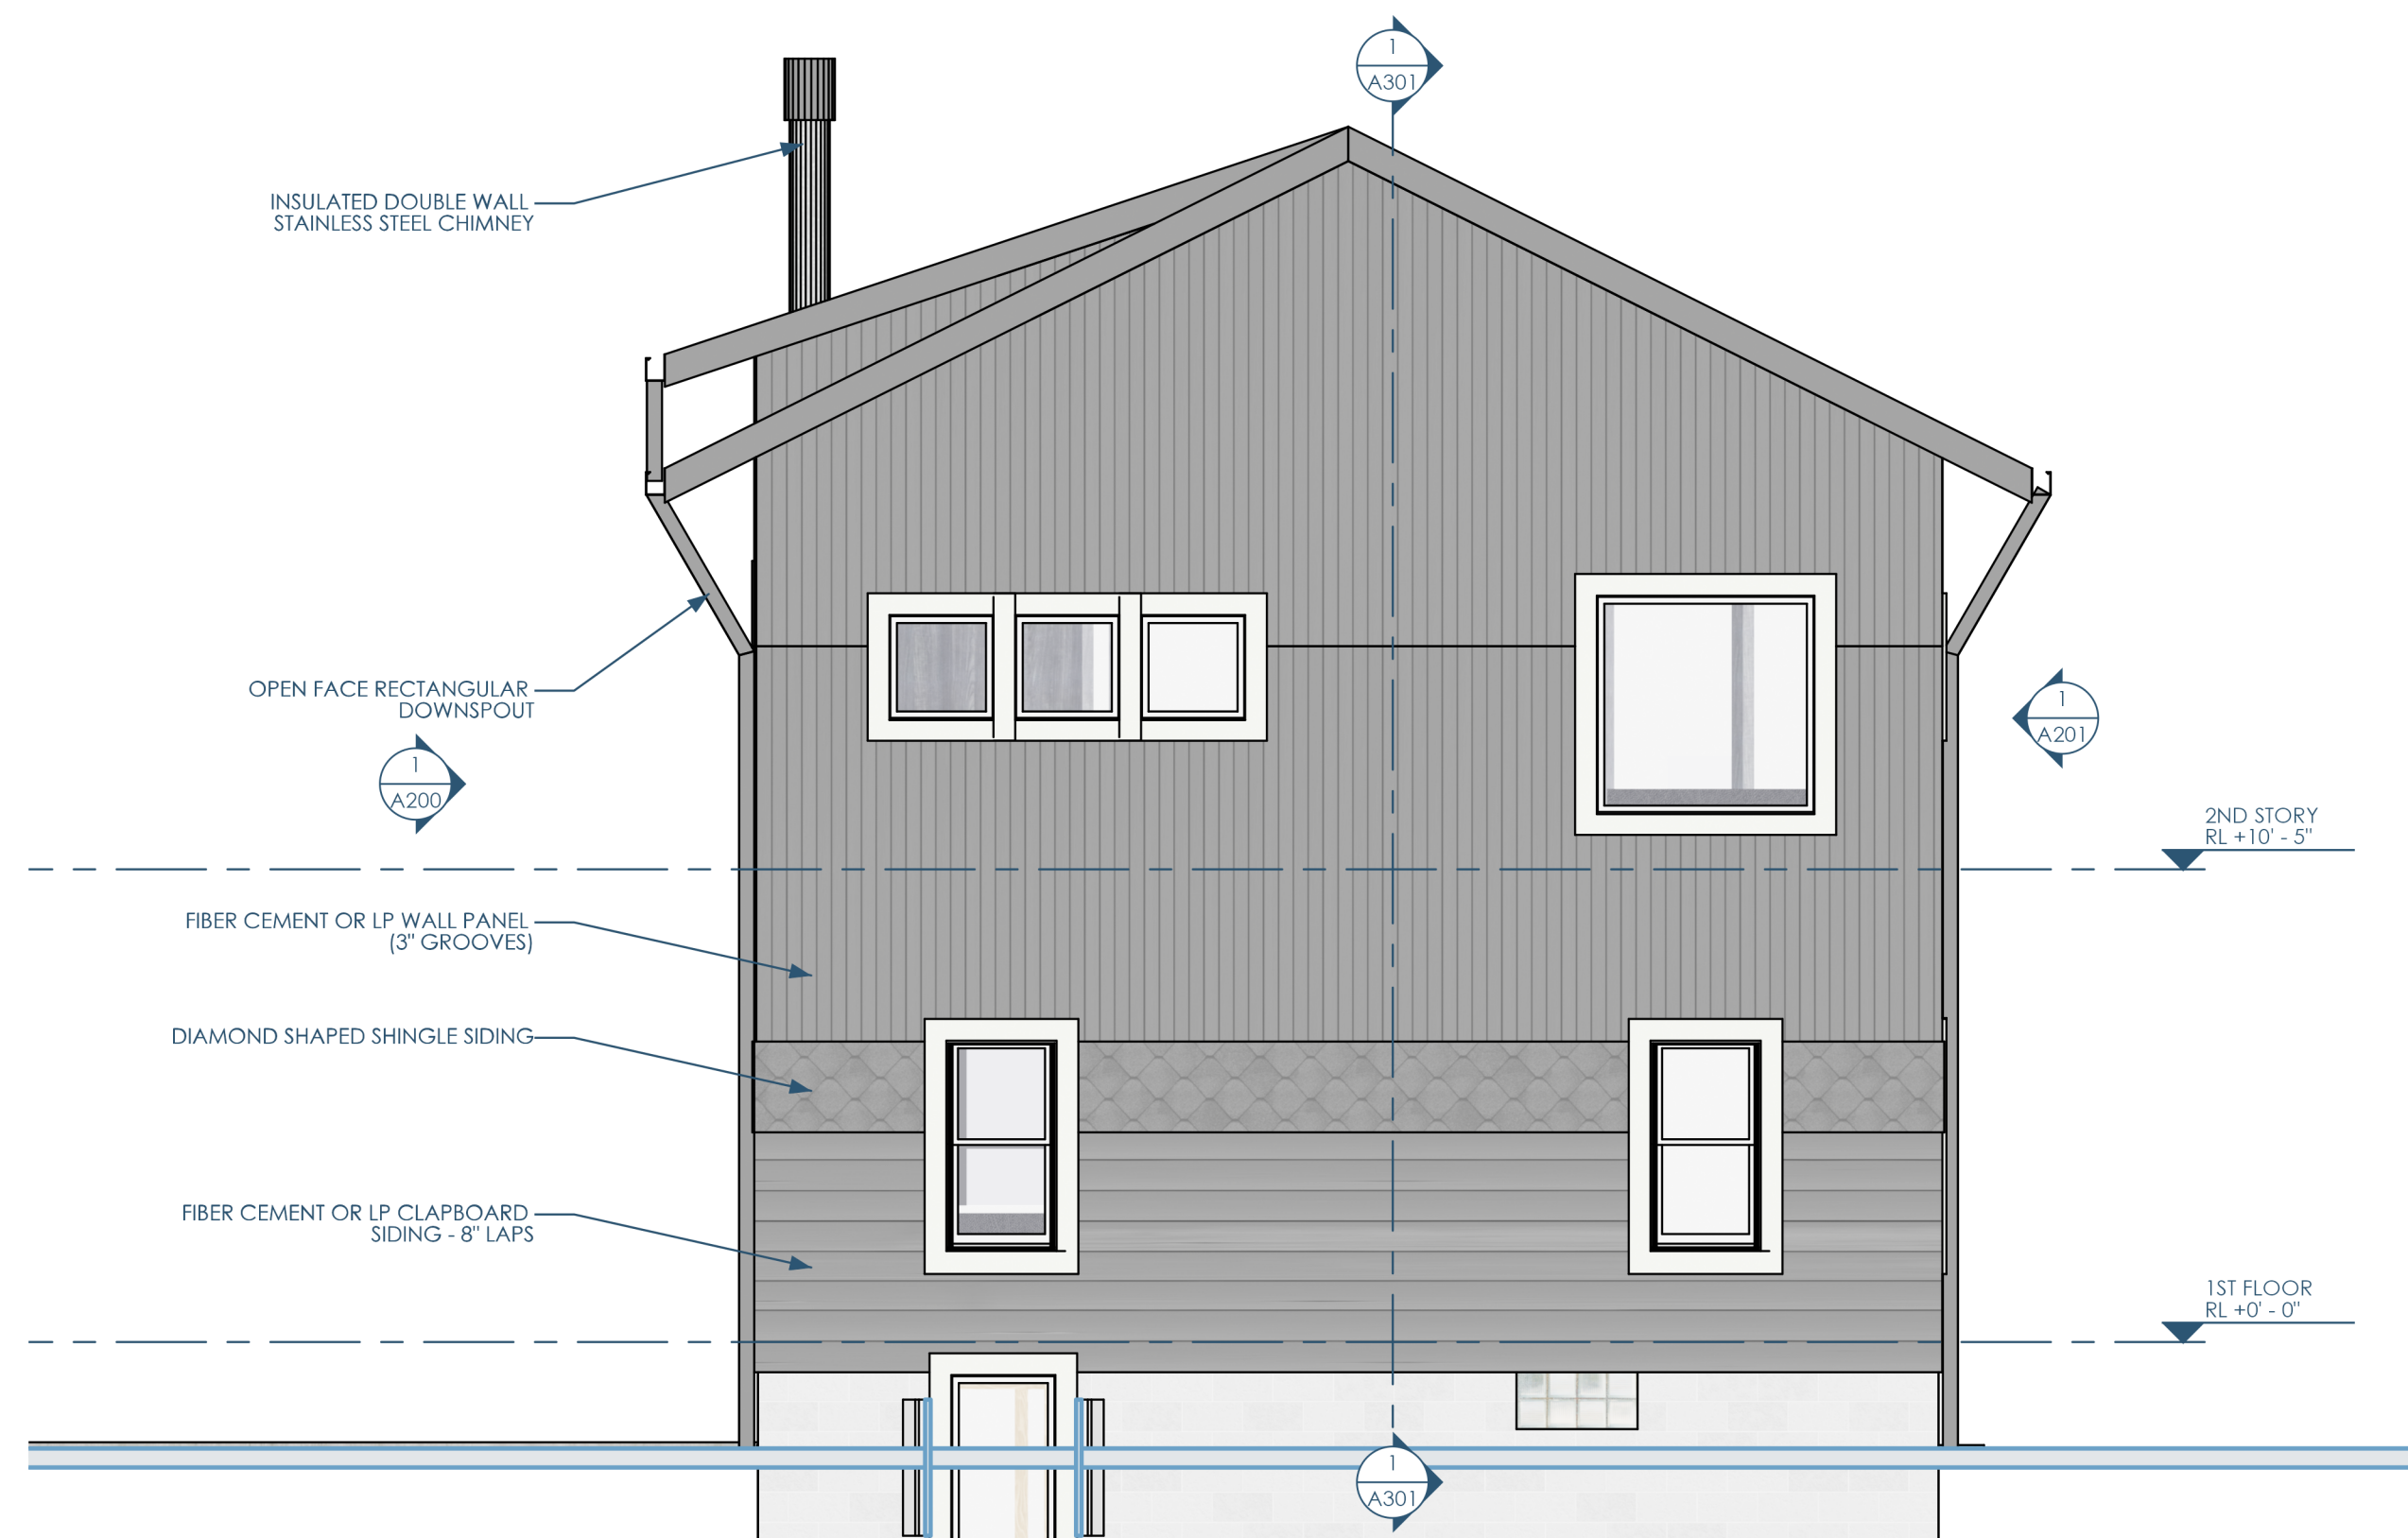 1
A301
INSULATED DOUBLE WALL
STAINLESS STEEL CHIMNEY
OPEN FACE RECTANGULAR
DOWNSPOUT
1
A200
1
A201
2ND STORY
RL +10' - 5"
FIBER CEMENT OR LP WALL PANEL
(3" GROOVES)
DIAMOND SHAPED SHINGLE SIDING
FIBER CEMENT OR LP CLAPBOARD
SIDING - 8" LAPS
1ST FLOOR
RL +0' - 0"
1
A301